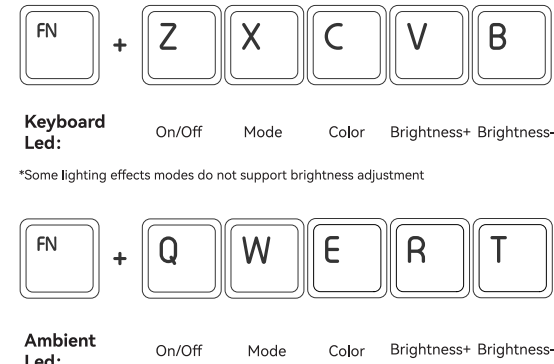 FN + Z X C V B
Keyboard
Led: On/Off Mode Color Brightness+ Brightness-
*Some lighting effects modes do not support brightness adjustment
FN + Q W E R T
Ambient
Led: On/Off Mode Color Brightness+ Brightness-